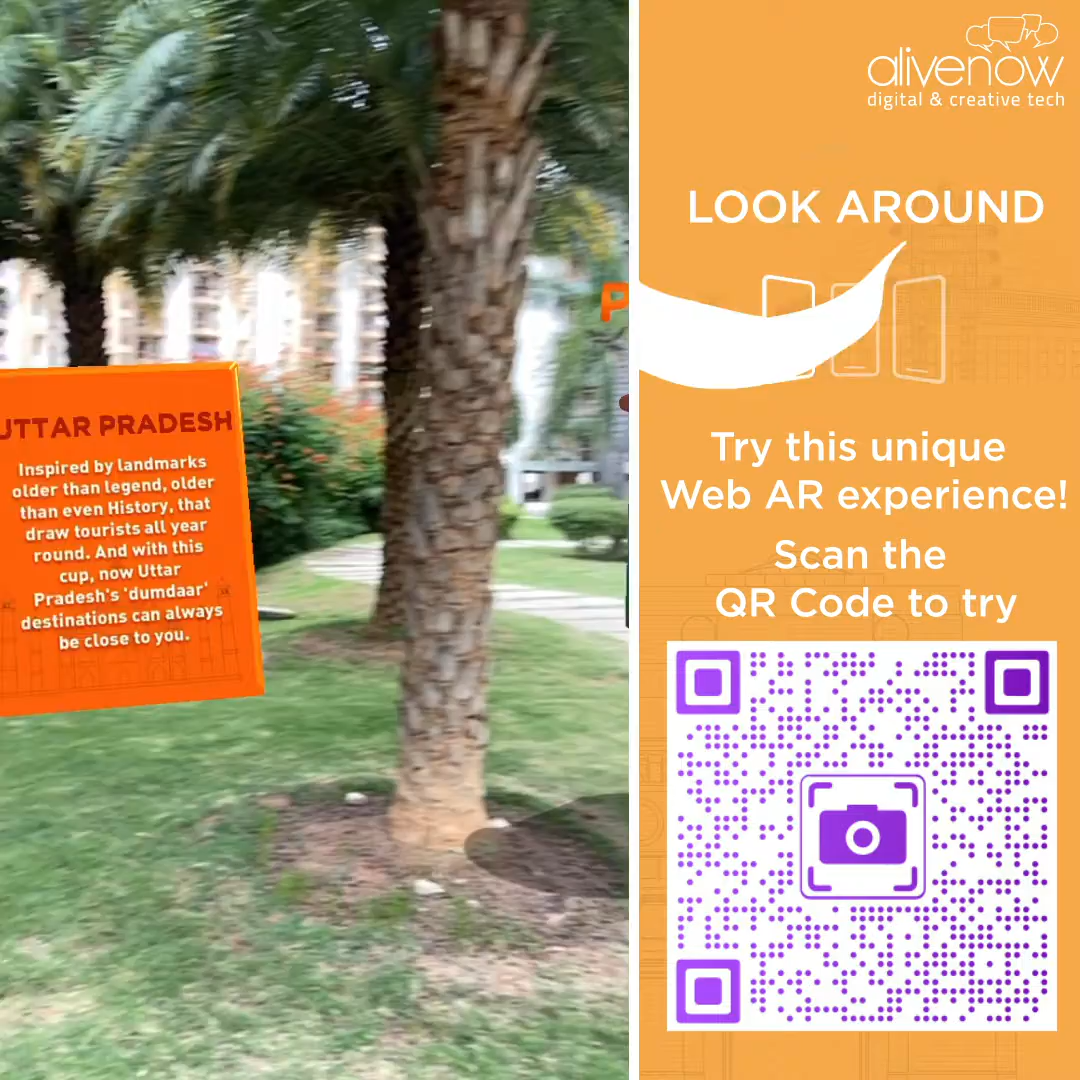 UTTAR PRADESH
Inspired by landmarks
older than legend, older
than even History, that
draw tourists all year
round. And with this
cup, now Uttar
Pradesh's 'dumdaar'
destinations can always
be close to you.
P
alivenow
digital & creative tech
LOOK AROUND
Try this unique
Web AR experience!
Scan the
QR Code to try